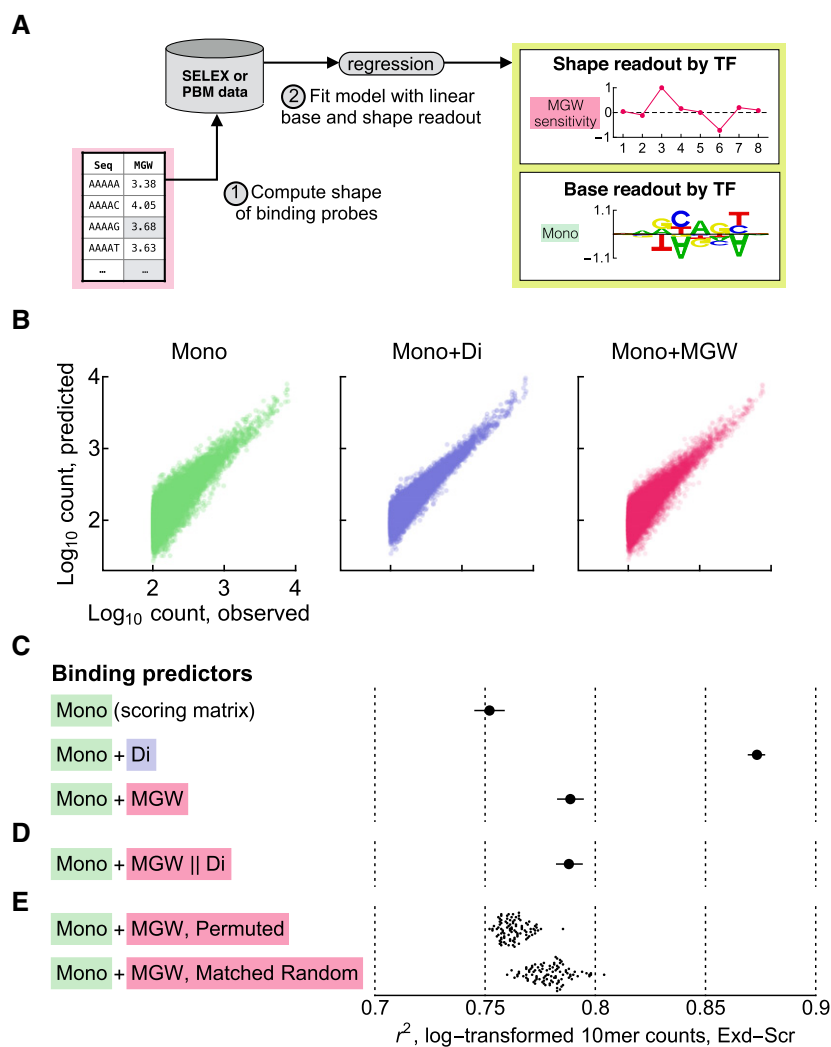 A
SELEX or
PBM data
regression
② Fit model with linear
base and shape readout
Seq MGW
AAAAA 3.38
AAAAC 4.05
AAAAG 3.68
AAAAT 3.63
… …
① Compute shape
of binding probes
Shape readout by TF
MGW
sensitivity
1
0
−1
1 2 3 4 5 6 7 8
Base readout by TF
Mono
1.1
−1.1
B
Mono
Mono+Di
Mono+MGW
Log10 count, predicted
4
3
2
2 3 4
Log10 count, observed
C
Binding predictors
Mono (scoring matrix)
Mono + Di
Mono + MGW
D
Mono + MGW || Di
E
Mono + MGW, Permuted
Mono + MGW, Matched Random
0.7 0.75 0.8 0.85 0.9
r², log−transformed 10mer counts, Exd−Scr